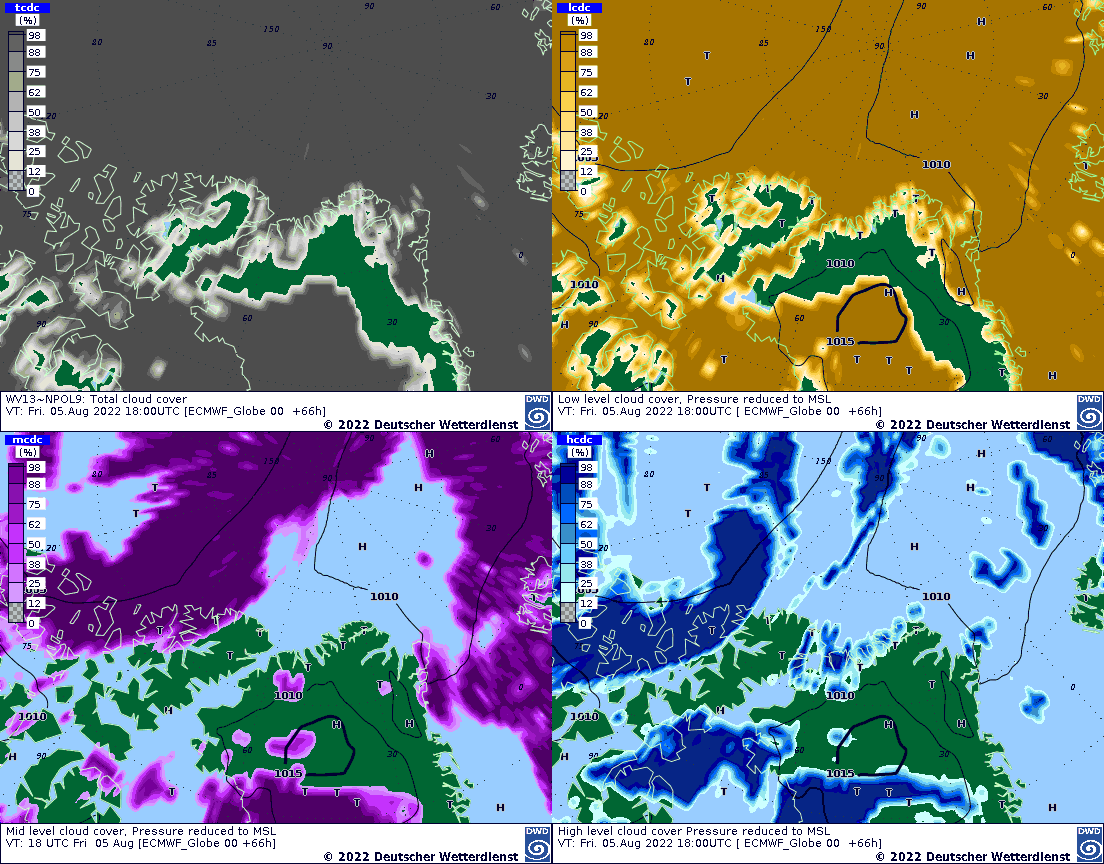 tcdc
(%)
98
88
75
62
50
38
25
12
0
90
150
80
85
90
30
20
75
0
60
30
90
WV13~NPOL9: Total cloud cover
VT: Fri. 05.Aug 2022 18:00UTC [ECMWF_Globe 00 +66h]
© 2022 Deutscher Wetterdienst
DWD
lcdc
(%)
98
88
75
62
50
38
25
12
0
90
60
H
150
80
85
90
T
H
T
30
H
20
1010
T
75
T
T
T
T
T
T
0
1010
H
1010
H
H
H
90
60
30
1015
T
T
T
T
T
H
Low level cloud cover, Pressure reduced to MSL
VT: Fri. 05.Aug 2022 18:00UTC [ ECMWF_Globe 00 +66h]
© 2022 Deutscher Wetterdienst
DWD
mcdc
(%)
98
88
75
62
50
38
25
12
0
90
60
H
150
80
85
T
H
T
30
H
20
1010
T
T
T
T
75
T
T
T
0
1010
H
1010
H
H
H
90
60
30
1015
T
T
T
T
T
H
Mid level cloud cover, Pressure reduced to MSL
VT: 18 UTC Fri 05 Aug [ECMWF_Globe 00 +66h]
© 2022 Deutscher Wetterdienst
DWD
hcdc
(%)
98
88
75
62
50
38
25
12
0
90
60
H
150
80
85
90
T
H
T
30
H
20
1010
T
T
T
T
75
T
T
T
0
1010
H
1010
H
H
H
90
60
30
1015
T
T
T
T
T
H
High level cloud cover Pressure reduced to MSL
VT: Fri. 05.Aug 2022 18:00UTC [ ECMWF_Globe 00 +66h]
© 2022 Deutscher Wetterdienst
DWD